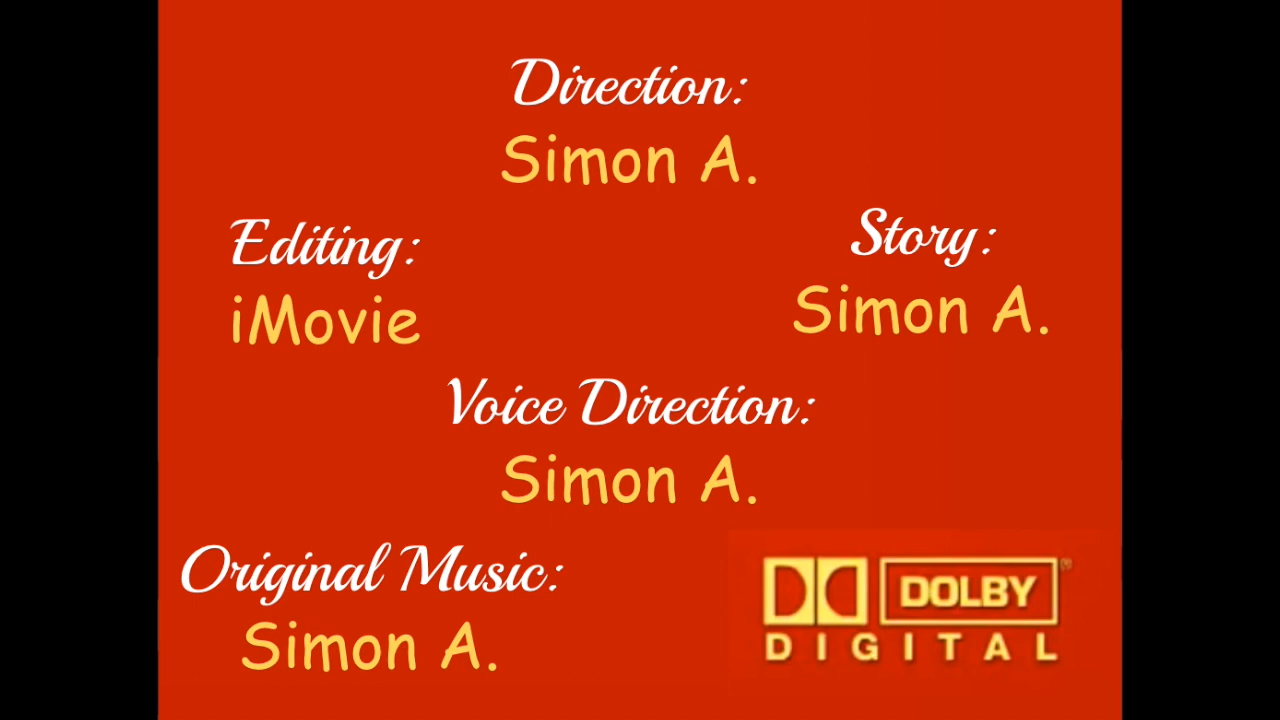 Direction:
Simon A.
Editing:
iMovie
Story:
Simon A.
Voice Direction:
Simon A.
Original Music:
Simon A.
DOLBY®
DIGITAL